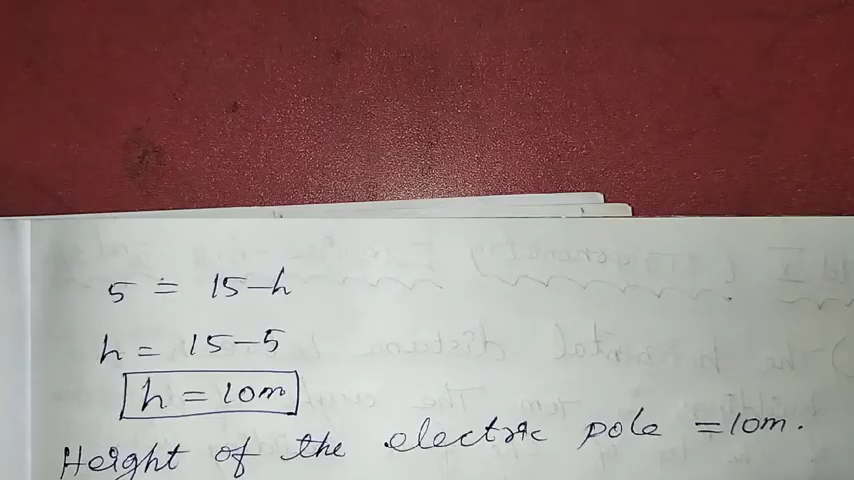 5 = 15-h
h = 15-5
h = 10m
Height of the electric pole = 10m.